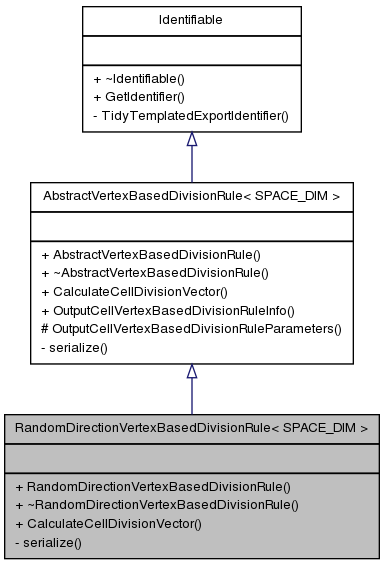 Identifiable
+ ~Identifiable()
+ GetIdentifier()
- TidyTemplatedExportIdentifier()
AbstractVertexBasedDivisionRule< SPACE_DIM >
+ AbstractVertexBasedDivisionRule()
+ ~AbstractVertexBasedDivisionRule()
+ CalculateCellDivisionVector()
+ OutputCellVertexBasedDivisionRuleInfo()
# OutputCellVertexBasedDivisionRuleParameters()
- serialize()
RandomDirectionVertexBasedDivisionRule< SPACE_DIM >
+ RandomDirectionVertexBasedDivisionRule()
+ ~RandomDirectionVertexBasedDivisionRule()
+ CalculateCellDivisionVector()
- serialize()